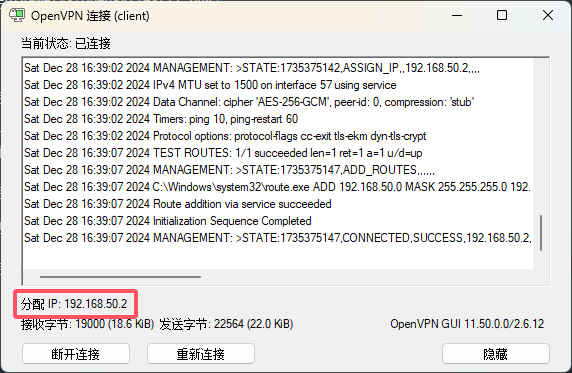 OpenVPN 连接 (client)
当前状态: 已连接
Sat Dec 28 16:39:02 2024 MANAGEMENT: >STATE:1735375142,ASSIGN_IP,,192.168.50.2,,,,
Sat Dec 28 16:39:02 2024 IPv4 MTU set to 1500 on interface 57 using service
Sat Dec 28 16:39:02 2024 Data Channel: cipher 'AES-256-GCM', peer-id: 0, compression: 'stub'
Sat Dec 28 16:39:02 2024 Timers: ping 10, ping-restart 60
Sat Dec 28 16:39:02 2024 Protocol options: protocol-flags cc-exit tls-ekm dyn-tls-crypt
Sat Dec 28 16:39:07 2024 TEST ROUTES: 1/1 succeeded len=1 ret=1 a=1 u/d=up
Sat Dec 28 16:39:07 2024 MANAGEMENT: >STATE:1735375147,ADD_ROUTES,,,,,,
Sat Dec 28 16:39:07 2024 C:\Windows\system32\route.exe ADD 192.168.50.0 MASK 255.255.255.0 192.
Sat Dec 28 16:39:07 2024 Route addition via service succeeded
Sat Dec 28 16:39:07 2024 Initialization Sequence Completed
Sat Dec 28 16:39:07 2024 MANAGEMENT: >STATE:1735375147,CONNECTED,SUCCESS,192.168.50.2,
分配 IP: 192.168.50.2
接收字节: 19000 (18.6 KiB) 发送字节: 22564 (22.0 KiB) OpenVPN GUI 11.50.0.0/2.6.12
断开连接 重新连接 隐藏